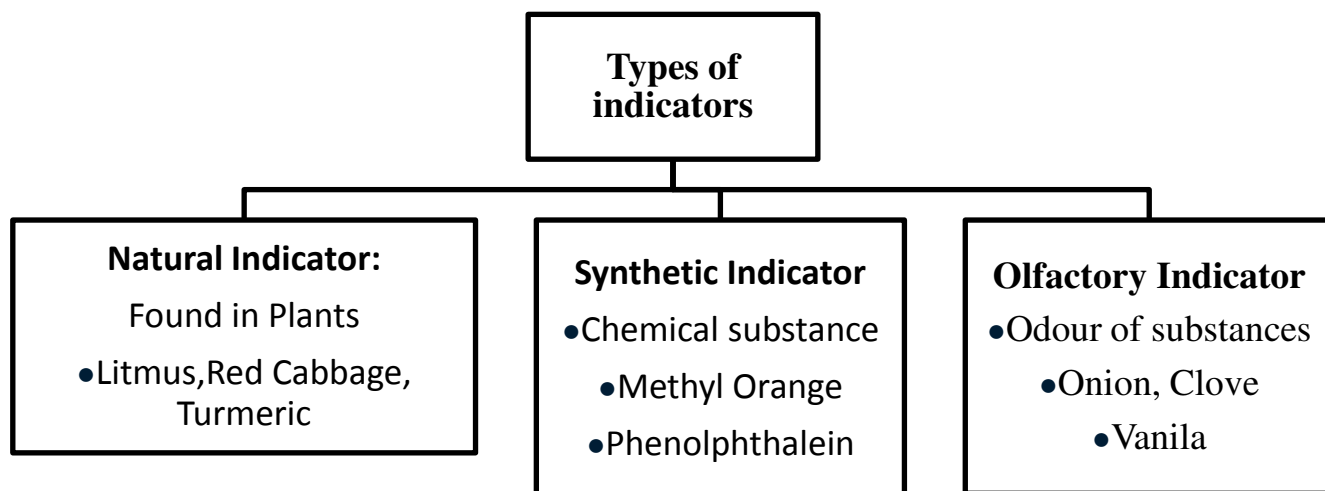 Types of
indicators
Natural Indicator:
Found in Plants
•Litmus,Red Cabbage,
Turmeric
Synthetic Indicator
•Chemical substance
•Methyl Orange
•Phenolphthalein
Olfactory Indicator
•Odour of substances
•Onion, Clove
•Vanila